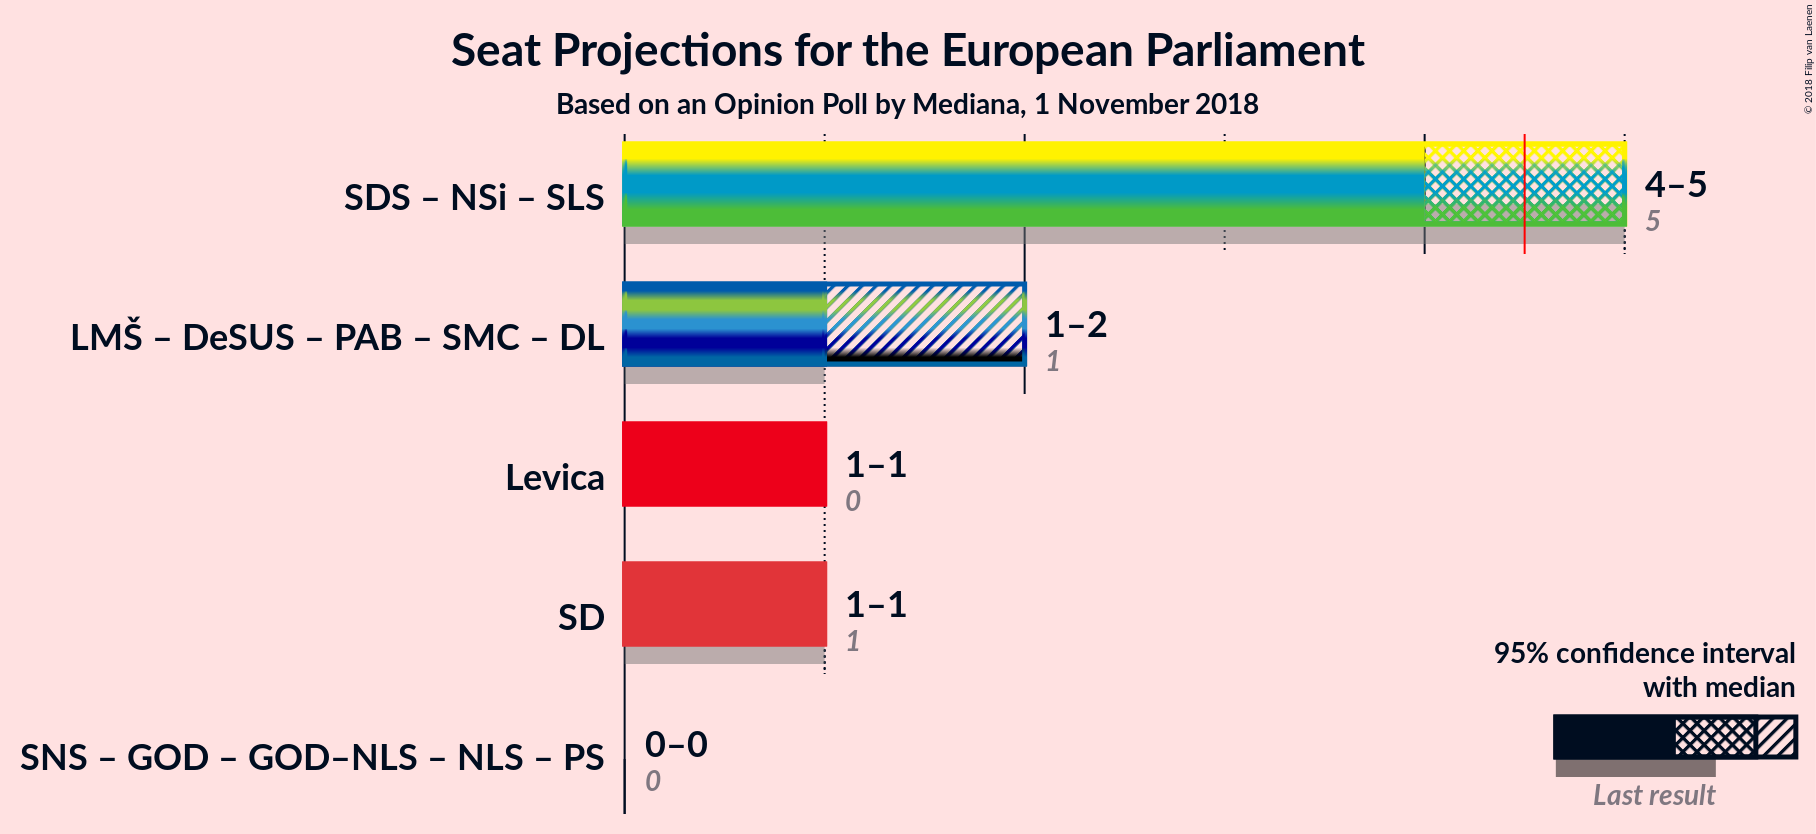 Seat Projections for the European Parliament
Based on an Opinion Poll by Mediana, 1 November 2018
© 2018 Filip van Laenen
SDS – NSi – SLS
4–5
5
LMŠ – DeSUS – PAB – SMC – DL
1–2
1
Levica
1–1
0
SD
1–1
1
SNS – GOD – GOD–NLS – NLS – PS
0–0
0
95% confidence interval
with median
Last result